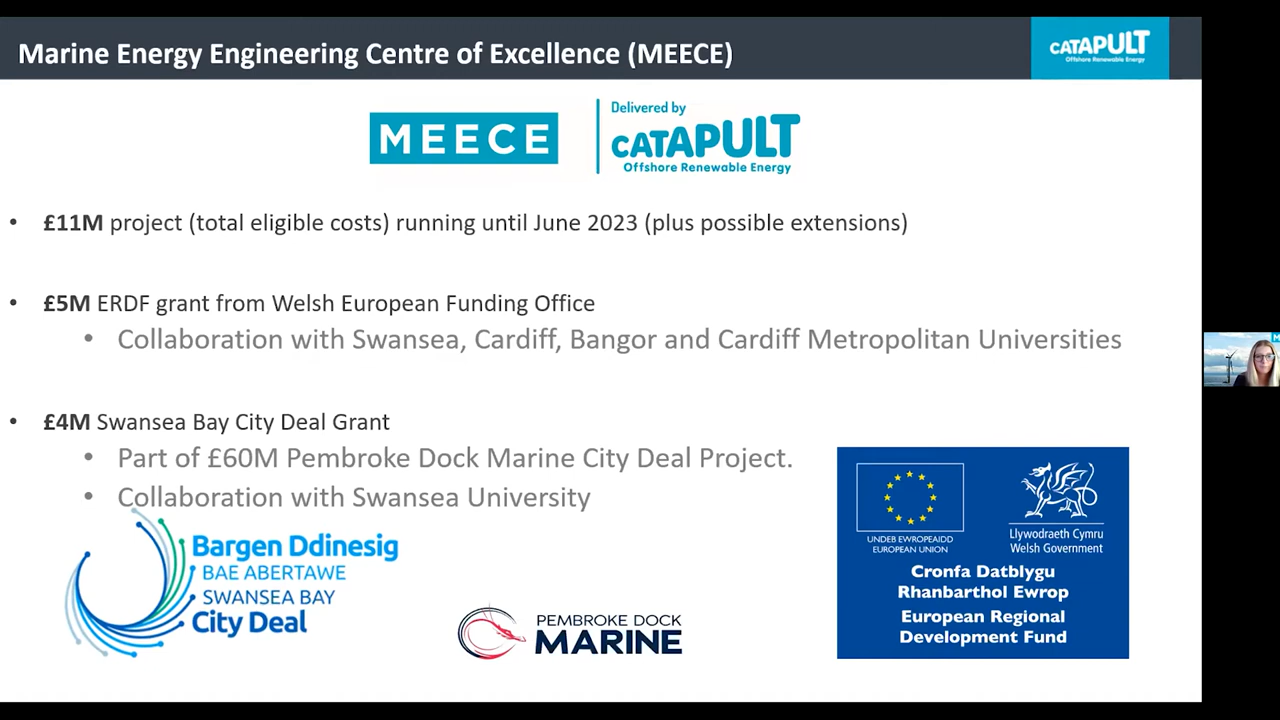 Marine Energy Engineering Centre of Excellence (MEECE)
CATAPULT
Offshore Renewable Energy
MEECE
Delivered by
CATAPULT
Offshore Renewable Energy
• £11M project (total eligible costs) running until June 2023 (plus possible extensions)
• £5M ERDF grant from Welsh European Funding Office
• Collaboration with Swansea, Cardiff, Bangor and Cardiff Metropolitan Universities
• £4M Swansea Bay City Deal Grant
• Part of £60M Pembroke Dock Marine City Deal Project.
• Collaboration with Swansea University
Bargen Ddinesig
BAE ABERTAWE
SWANSEA BAY
City Deal
PEMBROKE DOCK
MARINE
UNDEB EWROPEAIDD
EUROPEAN UNION
Llywodraeth Cymru
Welsh Government
Cronfa Datblygu
Rhanbarthol Ewrop
European Regional
Development Fund